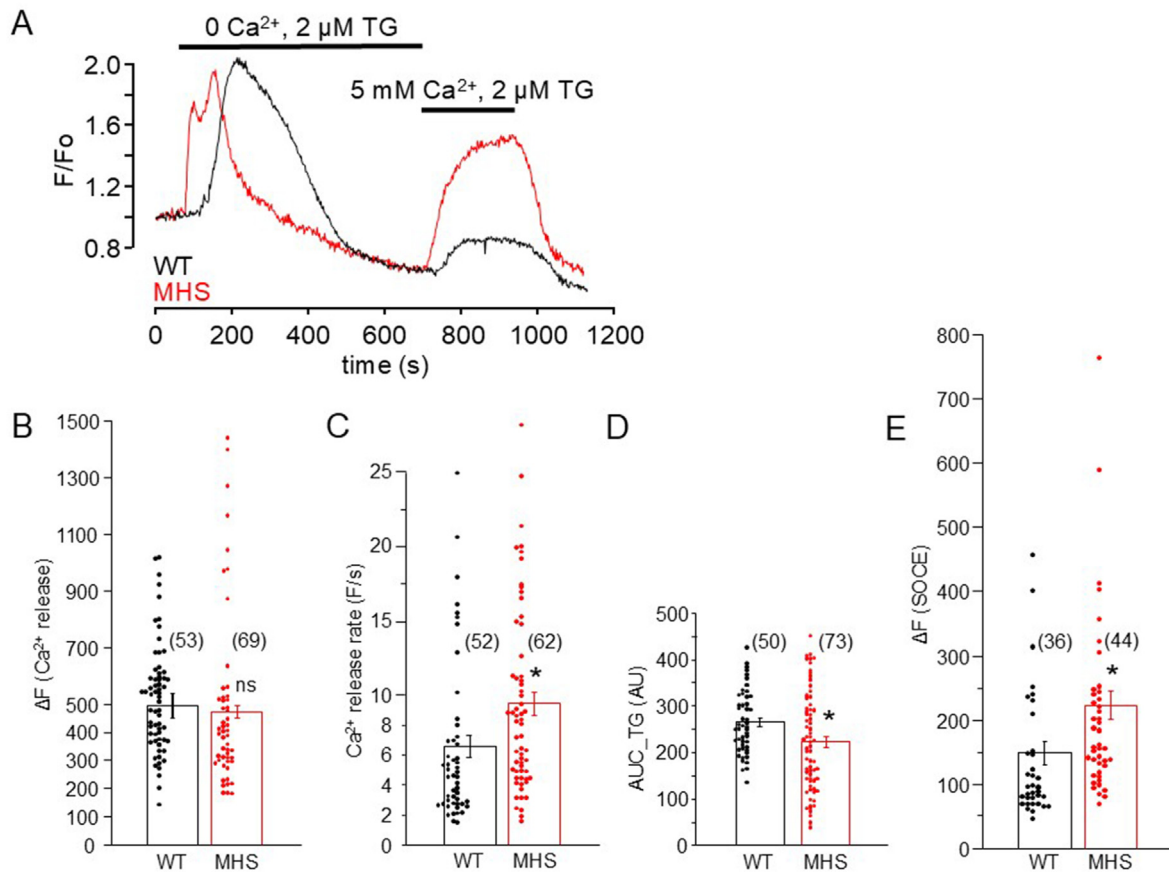 A
0 Ca²⁺, 2 µM TG
5 mM Ca²⁺, 2 µM TG
2.0
1.6
1.2
0.8
F/Fo
WT
MHS
0 200 400 600 800 1000 1200
time (s)
B
1500
1300
1100
900
700
500
400
300
200
100
0
ΔF (Ca²⁺ release)
(53) (69)
ns
WT MHS
C
25
20
15
10
8
6
4
2
0
Ca²⁺ release rate (F/s)
(52) (62)
*
WT MHS
D
500
400
300
200
100
0
AUC_TG (AU)
(50) (73)
*
WT MHS
E
800
700
600
500
400
300
200
100
0
ΔF (SOCE)
(36) (44)
*
WT MHS